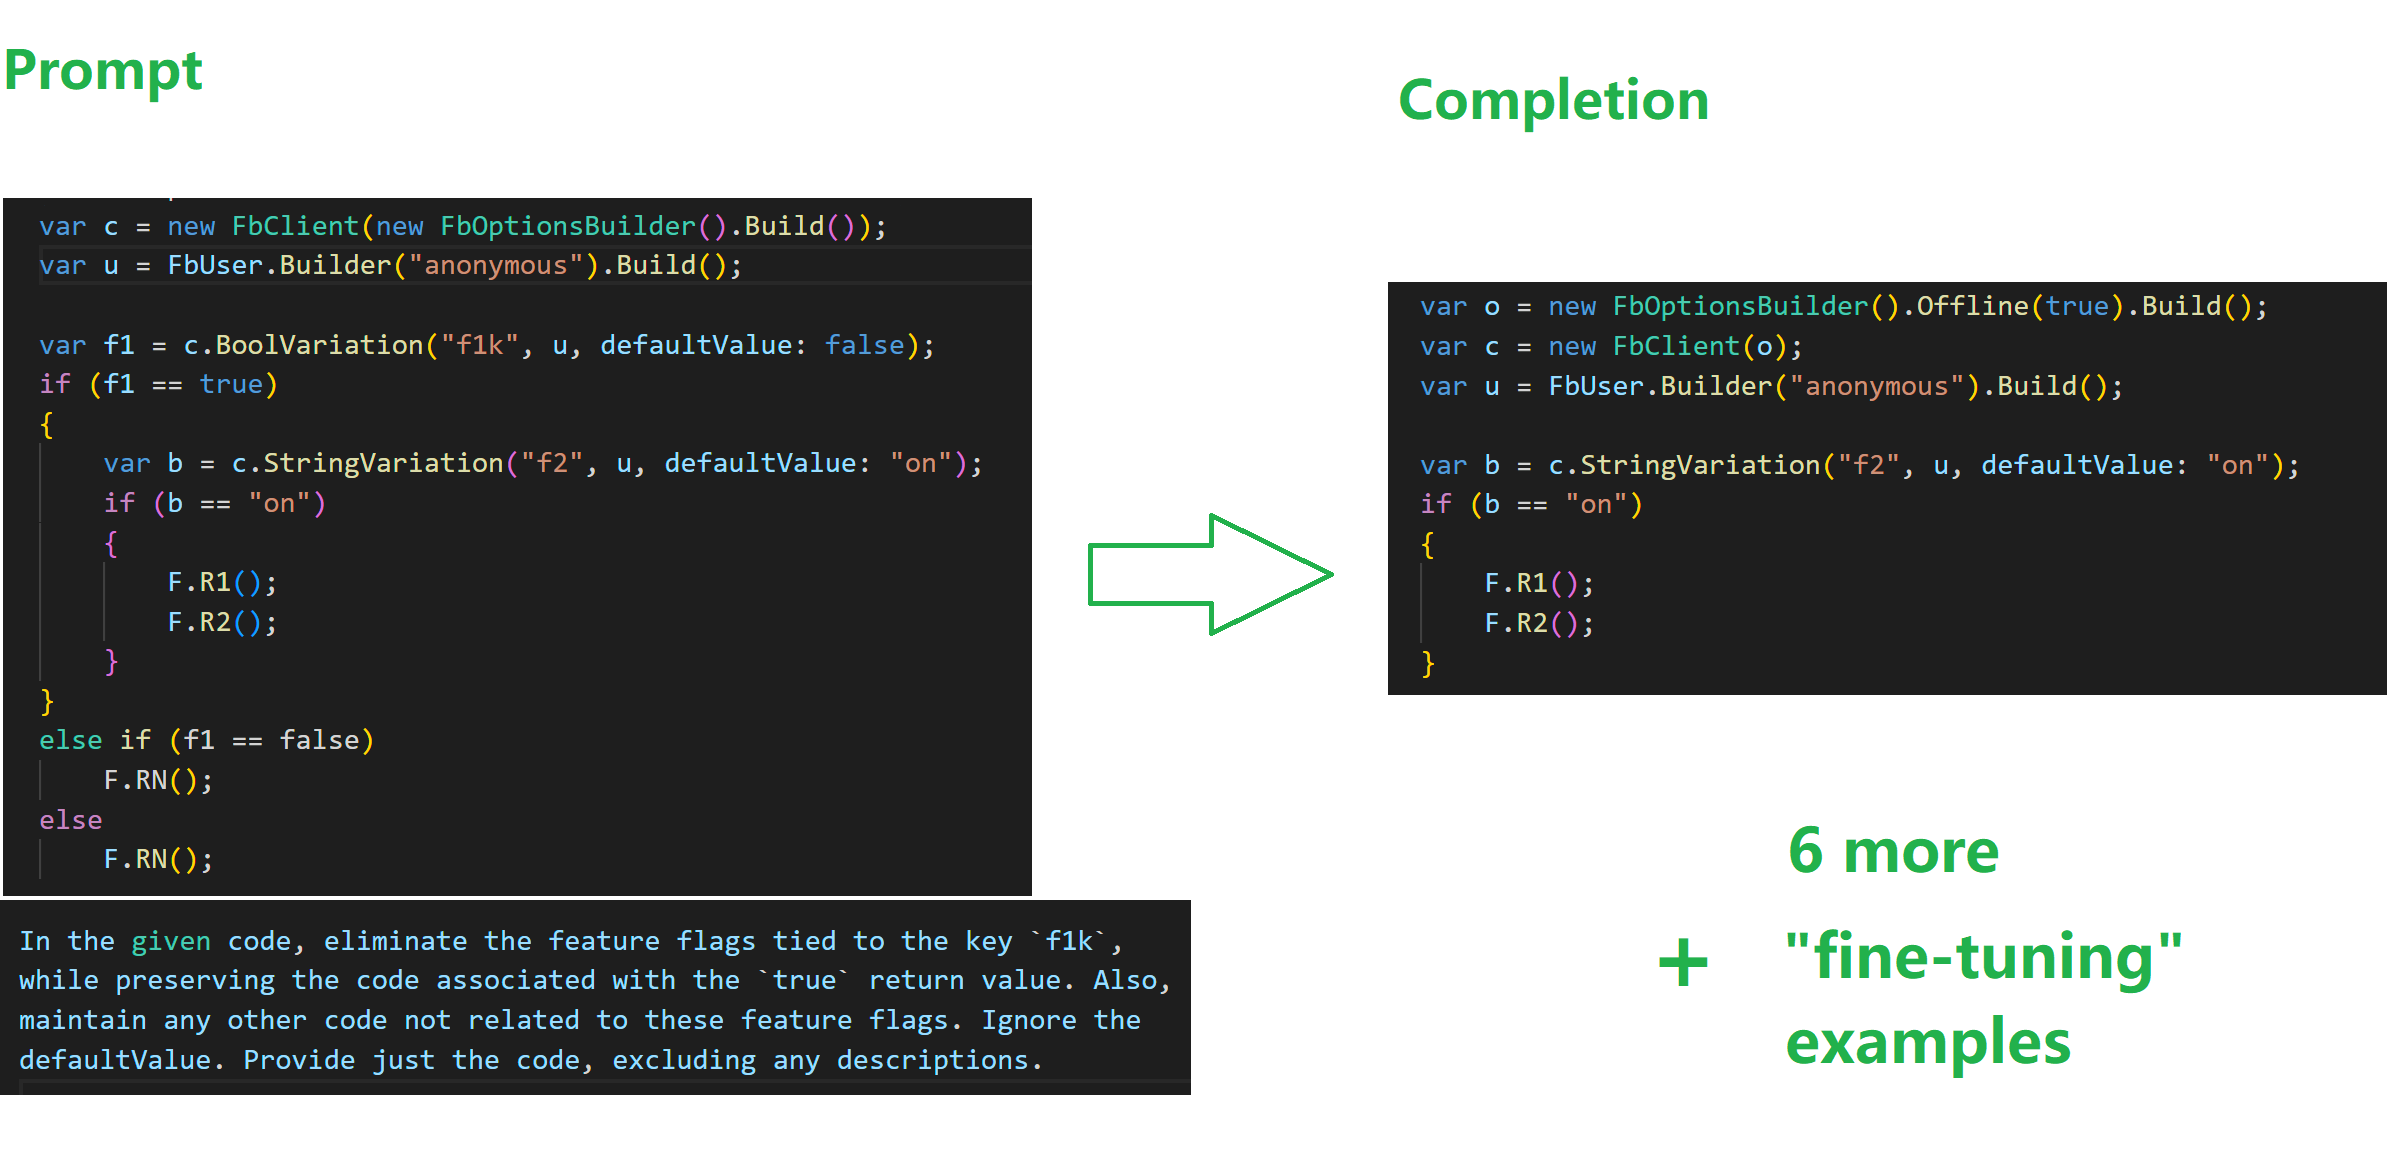 Prompt
var c = new FbClient(new FbOptionsBuilder().Build());
var u = FbUser.Builder("anonymous").Build();
var f1 = c.BoolVariation("f1k", u, defaultValue: false);
if (f1 == true)
{
    var b = c.StringVariation("f2", u, defaultValue: "on");
    if (b == "on")
    {
        F.R1();
        F.R2();
    }
}
else if (f1 == false)
    F.RN();
else
    F.RN();
In the given code, eliminate the feature flags tied to the key `f1k`,
while preserving the code associated with the `true` return value. Also,
maintain any other code not related to these feature flags. Ignore the
defaultValue. Provide just the code, excluding any descriptions.
Completion
var o = new FbOptionsBuilder().Offline(true).Build();
var c = new FbClient(o);
var u = FbUser.Builder("anonymous").Build();
var b = c.StringVariation("f2", u, defaultValue: "on");
if (b == "on")
{
    F.R1();
    F.R2();
}
6 more
+ "fine-tuning"
examples